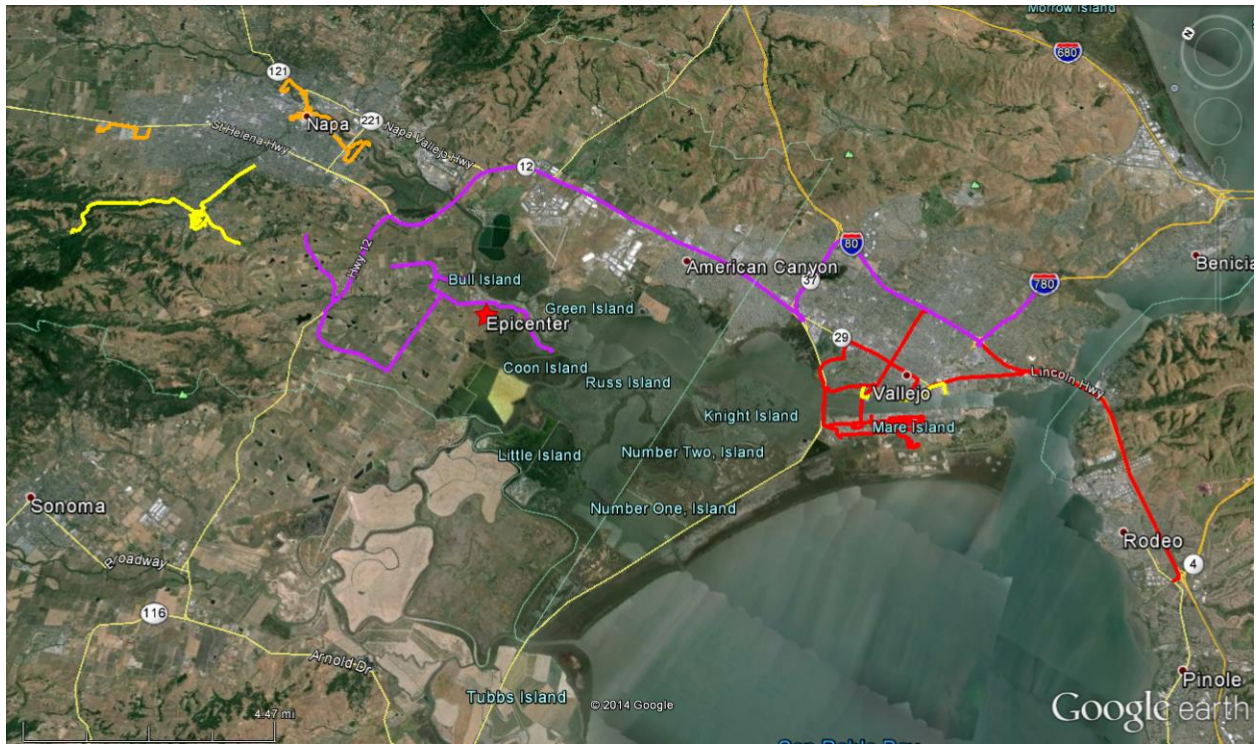 Morrow Island
N
680
121
Napa
221
St Helena Hwy
Napa Vallejo Hwy
12
80
American Canyon
Benicia
Hwy 12
37
780
Bull Island
Green Island
Epicenter
29
Coon Island
Russ Island
Lincoln Hwy
Vallejo
Knight Island
Mare Island
Little Island
Number Two, Island
Sonoma
Number One, Island
Rodeo
Broadway
4
116
Arnold Dr
Pinole
Tubbs Island
© 2014 Google
Google earth
4.47 mi